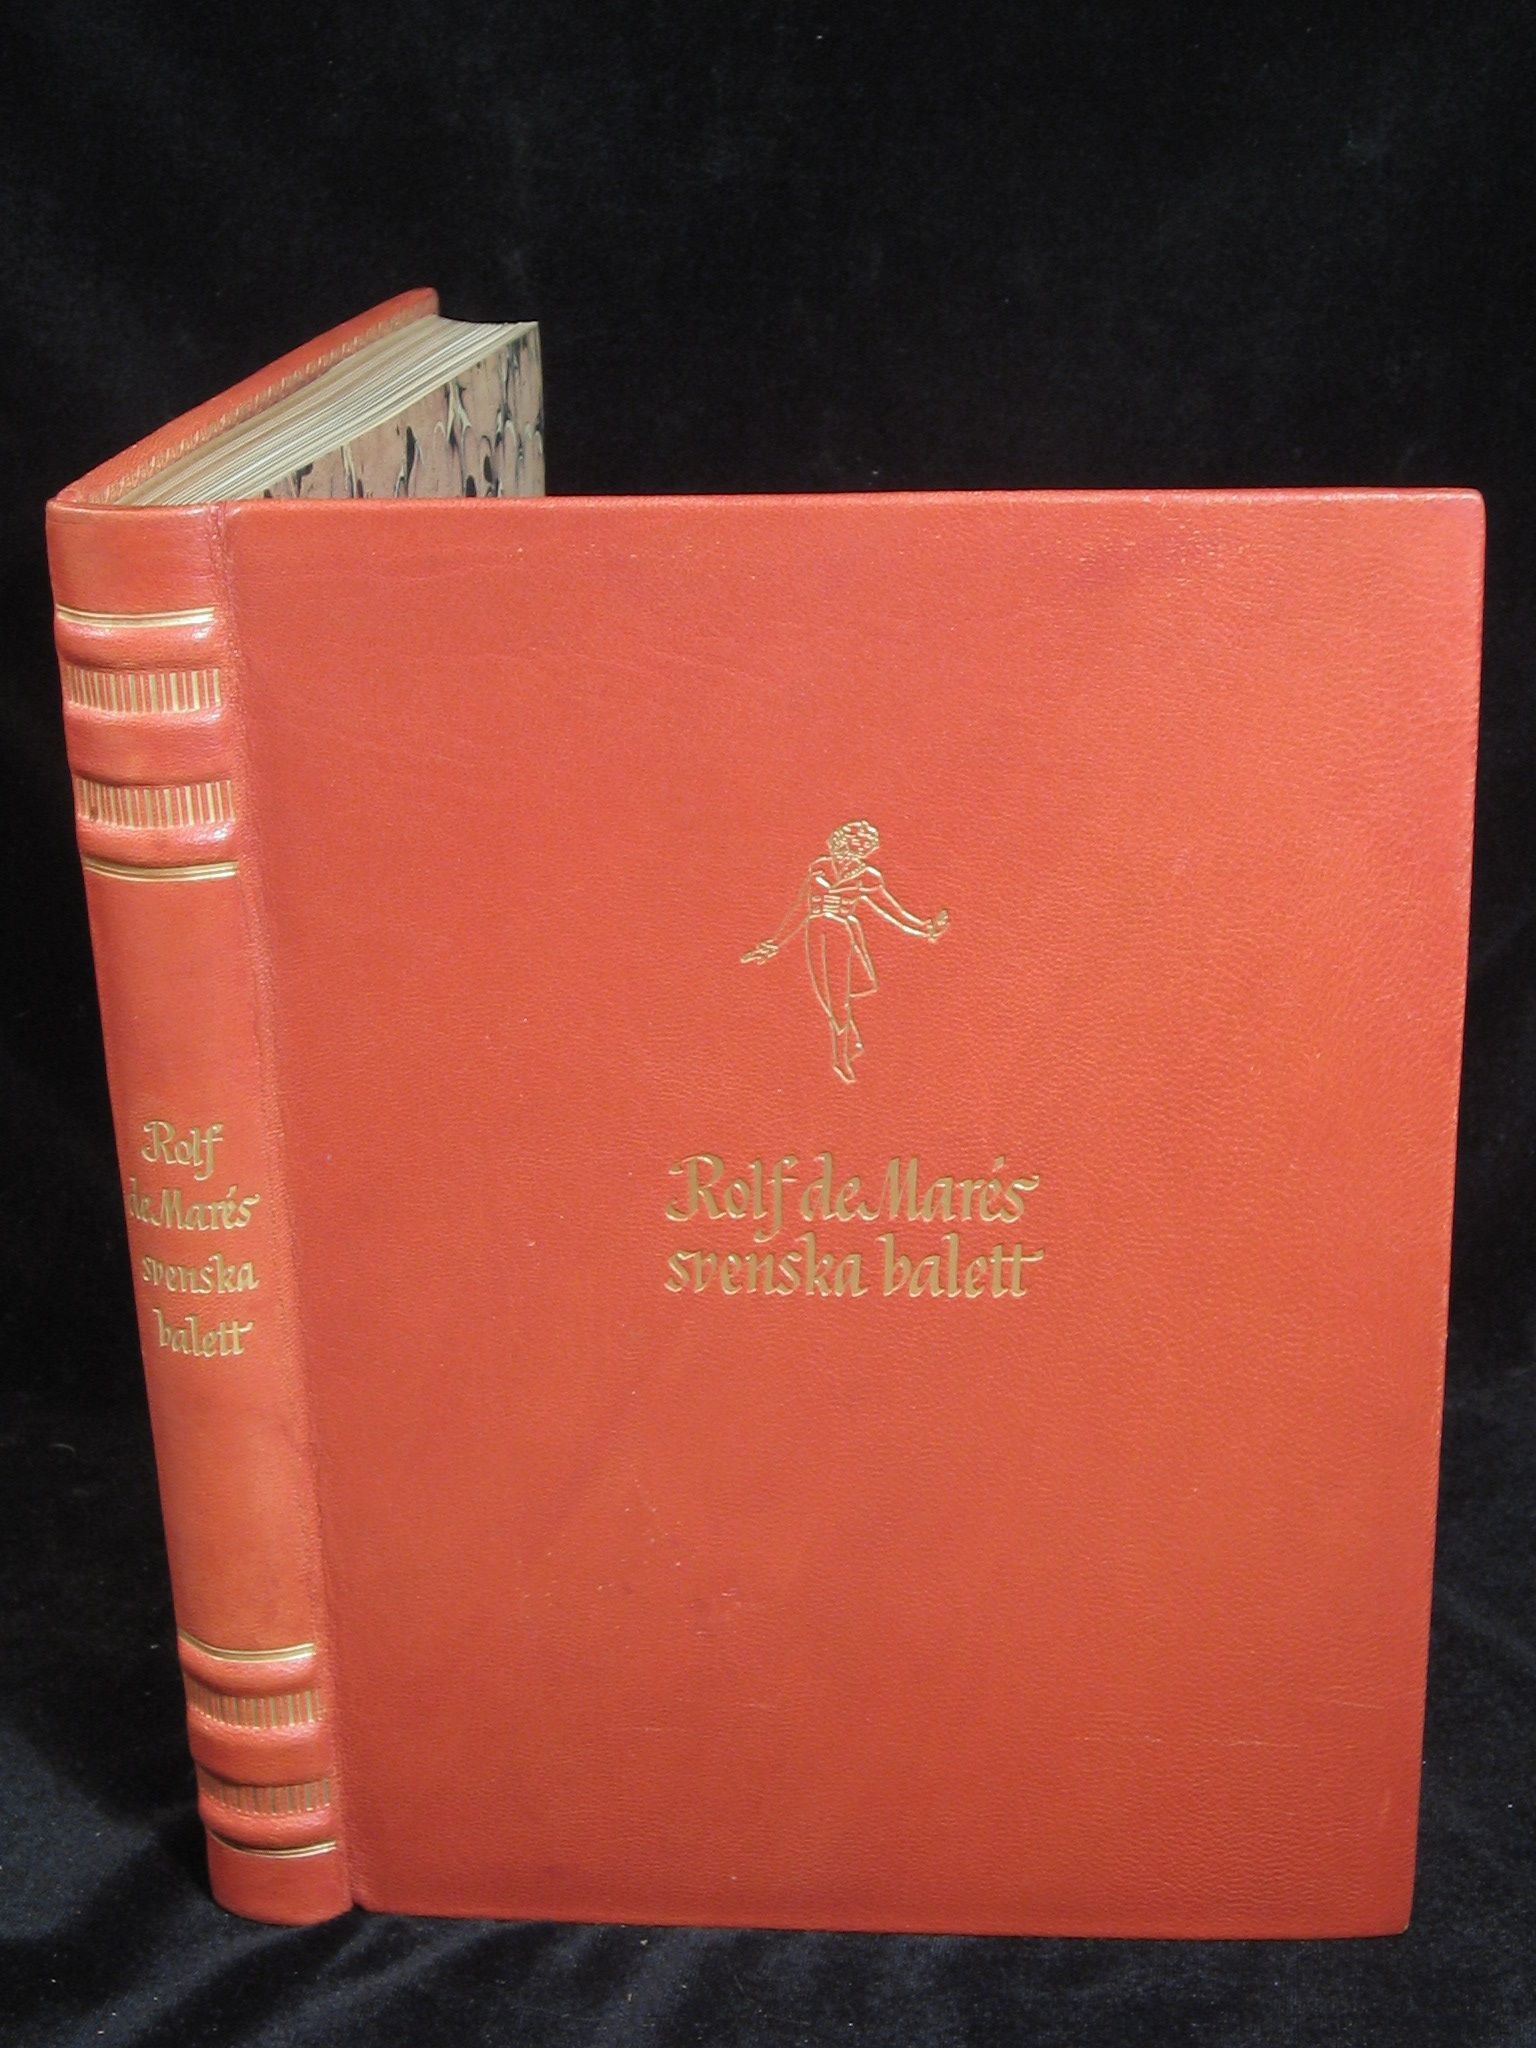 Rolf
de Marés
svenska
balett
Rolf de Marés
svenska balett